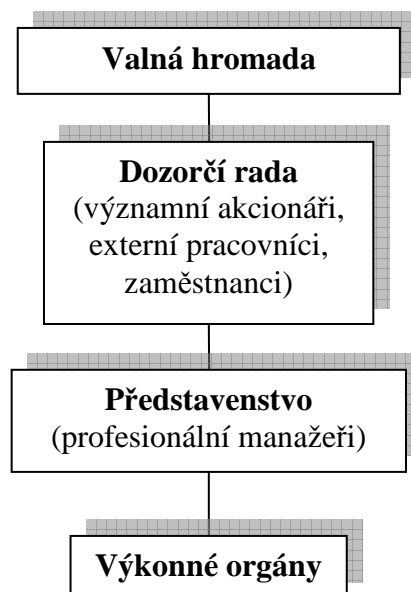 Valná hromada
Dozorčí rada
(významní akcionáři,
externí pracovníci,
zaměstnanci)
Představenstvo
(profesionální manažeři)
Výkonné orgány